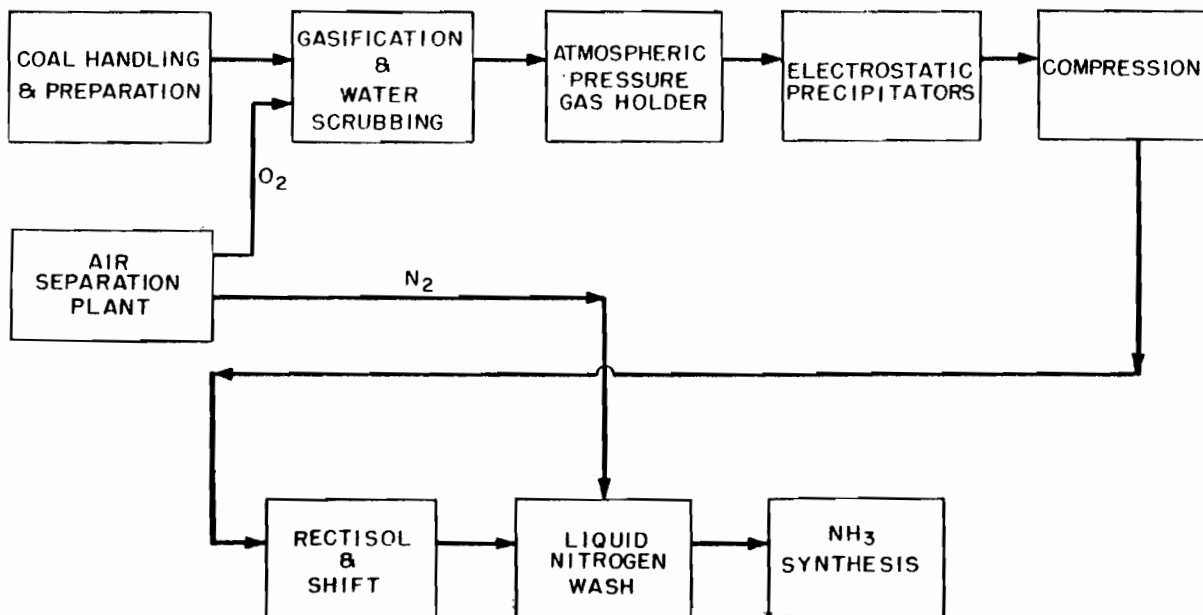 COAL HANDLING
& PREPARATION
GASIFICATION
&
WATER
SCRUBBING
ATMOSPHERIC
PRESSURE
GAS HOLDER
ELECTROSTATIC
PRECIPITATORS
COMPRESSION
O2
AIR
SEPARATION
PLANT
N2
RECTISOL
&
SHIFT
LIQUID
NITROGEN
WASH
NH3
SYNTHESIS